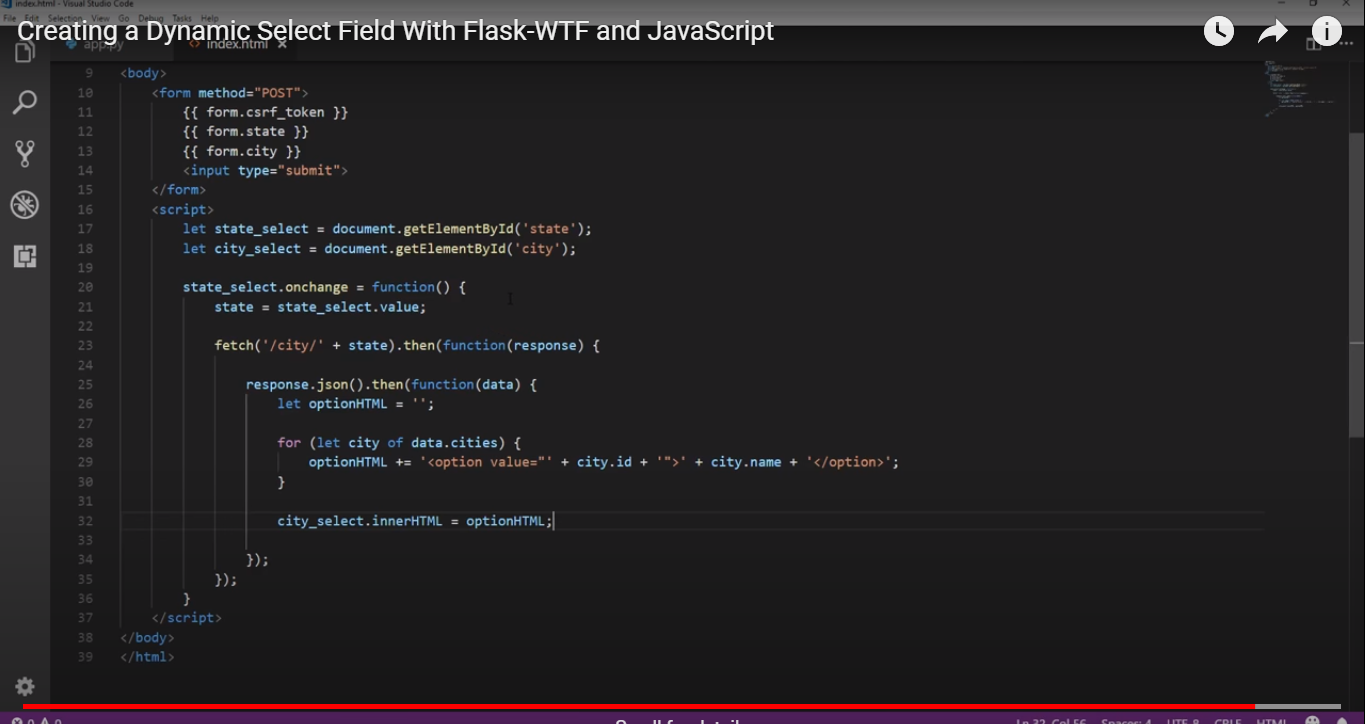 index.html - Visual Studio Code
File Edit Selection View Go Debug Tasks Help
Creating a Dynamic Select Field With Flask-WTF and JavaScript
app.py
index.html
9 <body>
10 <form method="POST">
11 {{ form.csrf_token }}
12 {{ form.state }}
13 {{ form.city }}
14 <input type="submit">
15 </form>
16 <script>
17 let state_select = document.getElementById('state');
18 let city_select = document.getElementById('city');
19
20 state_select.onchange = function() {
21 state = state_select.value;
22
23 fetch('/city/' + state).then(function(response) {
24
25 response.json().then(function(data) {
26 let optionHTML = '';
27
28 for (let city of data.cities) {
29 optionHTML += '<option value="' + city.id + '">' + city.name + '</option>';
30 }
31
32 city_select.innerHTML = optionHTML;
33
34 });
35 });
36 }
37 </script>
38 </body>
39 </html>
0 0
Scroll for details
Ln 32, Col 56 Spaces: 4 UTF-8 CRLF HTML